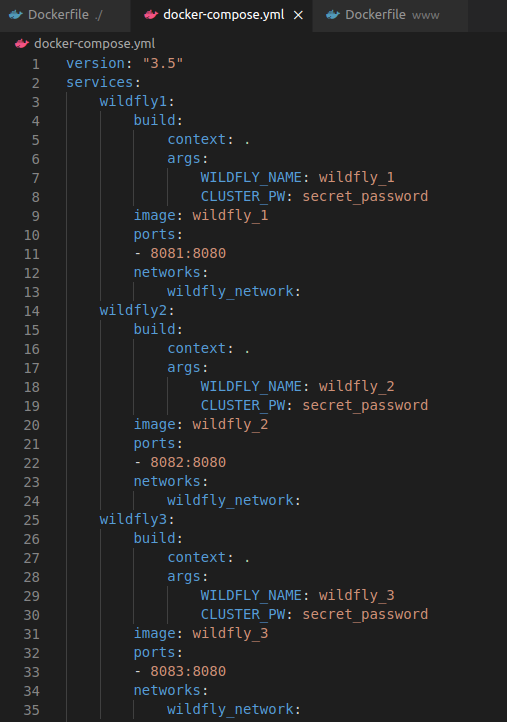 Dockerfile ./ docker-compose.yml × Dockerfile www
docker-compose.yml
1 version: "3.5"
2 services:
3     wildfly1:
4         build:
5             context: .
6             args:
7                 WILDFLY_NAME: wildfly_1
8                 CLUSTER_PW: secret_password
9         image: wildfly_1
10         ports:
11         - 8081:8080
12         networks:
13             wildfly_network:
14     wildfly2:
15         build:
16             context: .
17             args:
18                 WILDFLY_NAME: wildfly_2
19                 CLUSTER_PW: secret_password
20         image: wildfly_2
21         ports:
22         - 8082:8080
23         networks:
24             wildfly_network:
25     wildfly3:
26         build:
27             context: .
28             args:
29                 WILDFLY_NAME: wildfly_3
30                 CLUSTER_PW: secret_password
31         image: wildfly_3
32         ports:
33         - 8083:8080
34         networks:
35             wildfly_network: